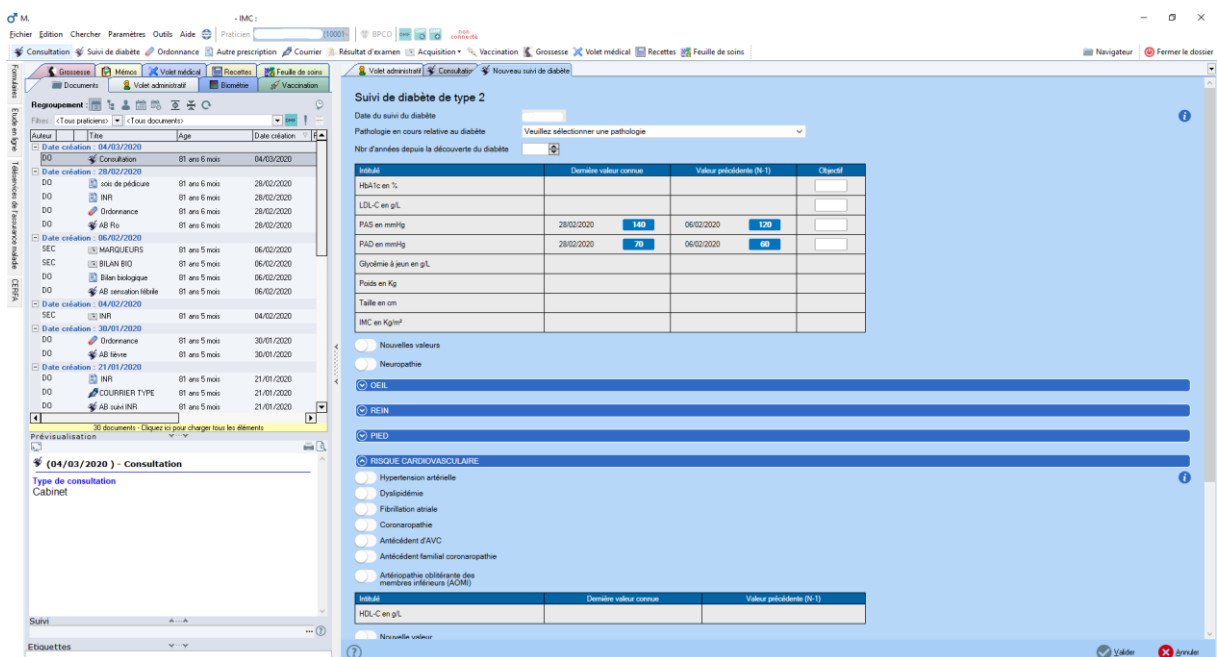 M. - IMC :
Fichier Edition Chercher Paramètres Outils Aide Praticien (10001- BPCO non connecté
Consultation Suivi de diabète Ordonnance Autre prescription Courrier Résultat d'examen Acquisition Vaccination Grossesse Volet médical Recettes Feuille de soins Navigateur Fermer le dossier
Formulaires
Etude en ligne
Téléservices de l'assurance maladie
CERFA
Grossesse Mémos Volet médical Recettes Feuille de soins
Documents Volet administratif Biométrie Vaccination
Regroupement :
Filtres : <Tous praticiens> <Tous documents>
Auteur Titre Age Date création
Date création : 04/03/2020
DO Consultation 81 ans 6 mois 04/03/2020
Date création : 28/02/2020
DO sois de pédicure 81 ans 6 mois 28/02/2020
DO INR 81 ans 6 mois 28/02/2020
DO Ordonnance 81 ans 6 mois 28/02/2020
DO AB Rio 81 ans 6 mois 28/02/2020
Date création : 06/02/2020
SEC MARQUEURS 81 ans 5 mois 06/02/2020
SEC BILAN BIO 81 ans 5 mois 06/02/2020
DO Bilan biologique 81 ans 5 mois 06/02/2020
DO AB sensation fébrile 81 ans 5 mois 06/02/2020
Date création : 04/02/2020
SEC INR 81 ans 5 mois 04/02/2020
Date création : 30/01/2020
DO Ordonnance 81 ans 5 mois 30/01/2020
DO AB fièvre 81 ans 5 mois 30/01/2020
Date création : 21/01/2020
DO INR 81 ans 5 mois 21/01/2020
DO COURRIER TYPE 81 ans 5 mois 21/01/2020
DO AB suivi INR 81 ans 5 mois 21/01/2020
30 documents - Cliquez ici pour charger tous les éléments
Prévisualisation
(04/03/2020 ) - Consultation
Type de consultation
Cabinet
Suivi
Etiquettes
Volet administratif Consultation Nouveau suivi de diabète
Suivi de diabète de type 2
Date du suivi du diabète
Pathologie en cours relative au diabète Veuillez sélectionner une pathologie
Nbr d'années depuis la découverte du diabète
Intitulé Dernière valeur connue Valeur précédente (N-1) Objectif
HbA1c en %
LDL-C en g/L
PAS en mmHg 28/02/2020 140 06/02/2020 120
PAD en mmHg 28/02/2020 70 06/02/2020 60
Glycémie à jeun en g/L
Poids en Kg
Taille en cm
IMC en Kg/m²
Nouvelles valeurs
Neuropathie
OEIL
REIN
PIED
RISQUE CARDIOVASCULAIRE
Hypertension artérielle
Dyslipidémie
Fibrillation atriale
Coronaropathie
Antécédent d'AVC
Antécédent familial coronaropathie
Artériopathie oblitérante des
membres inférieurs (AOMI)
Intitulé Dernière valeur connue Valeur précédente (N-1)
HDL-C en g/L
Nouvelle valeur
Valider Annuler